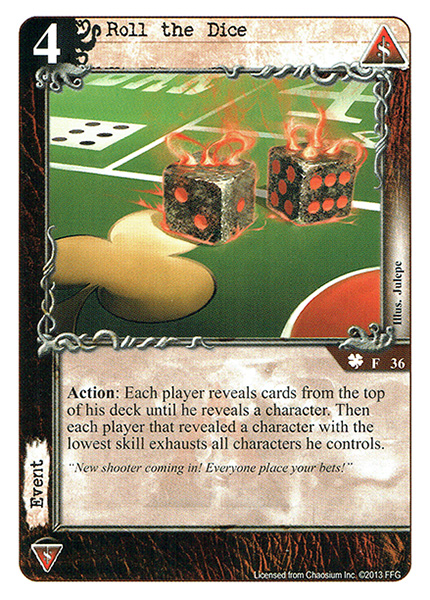 4
Roll the Dice
Illus. Julepe
F 36
Action: Each player reveals cards from the top
of his deck until he reveals a character. Then
each player that revealed a character with the
lowest skill exhausts all characters he controls.
“New shooter coming in! Everyone place your bets!”
Event
Licensed from Chaosium Inc. ©2013 FFG